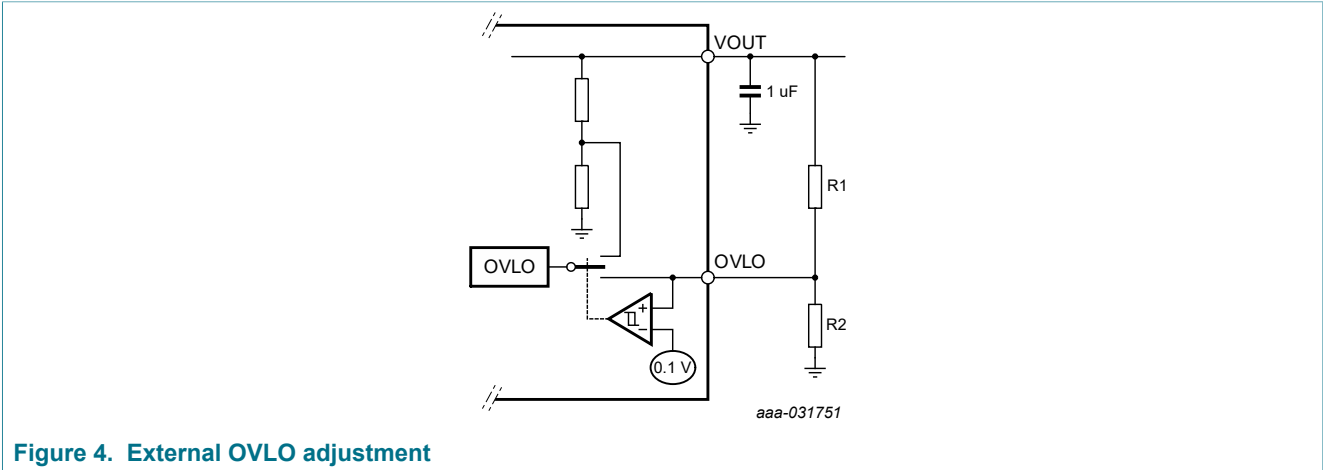 VOUT
1 uF
R1
OVLO
OVLO
+
−
0.1 V
R2
aaa-031751
Figure 4. External OVLO adjustment